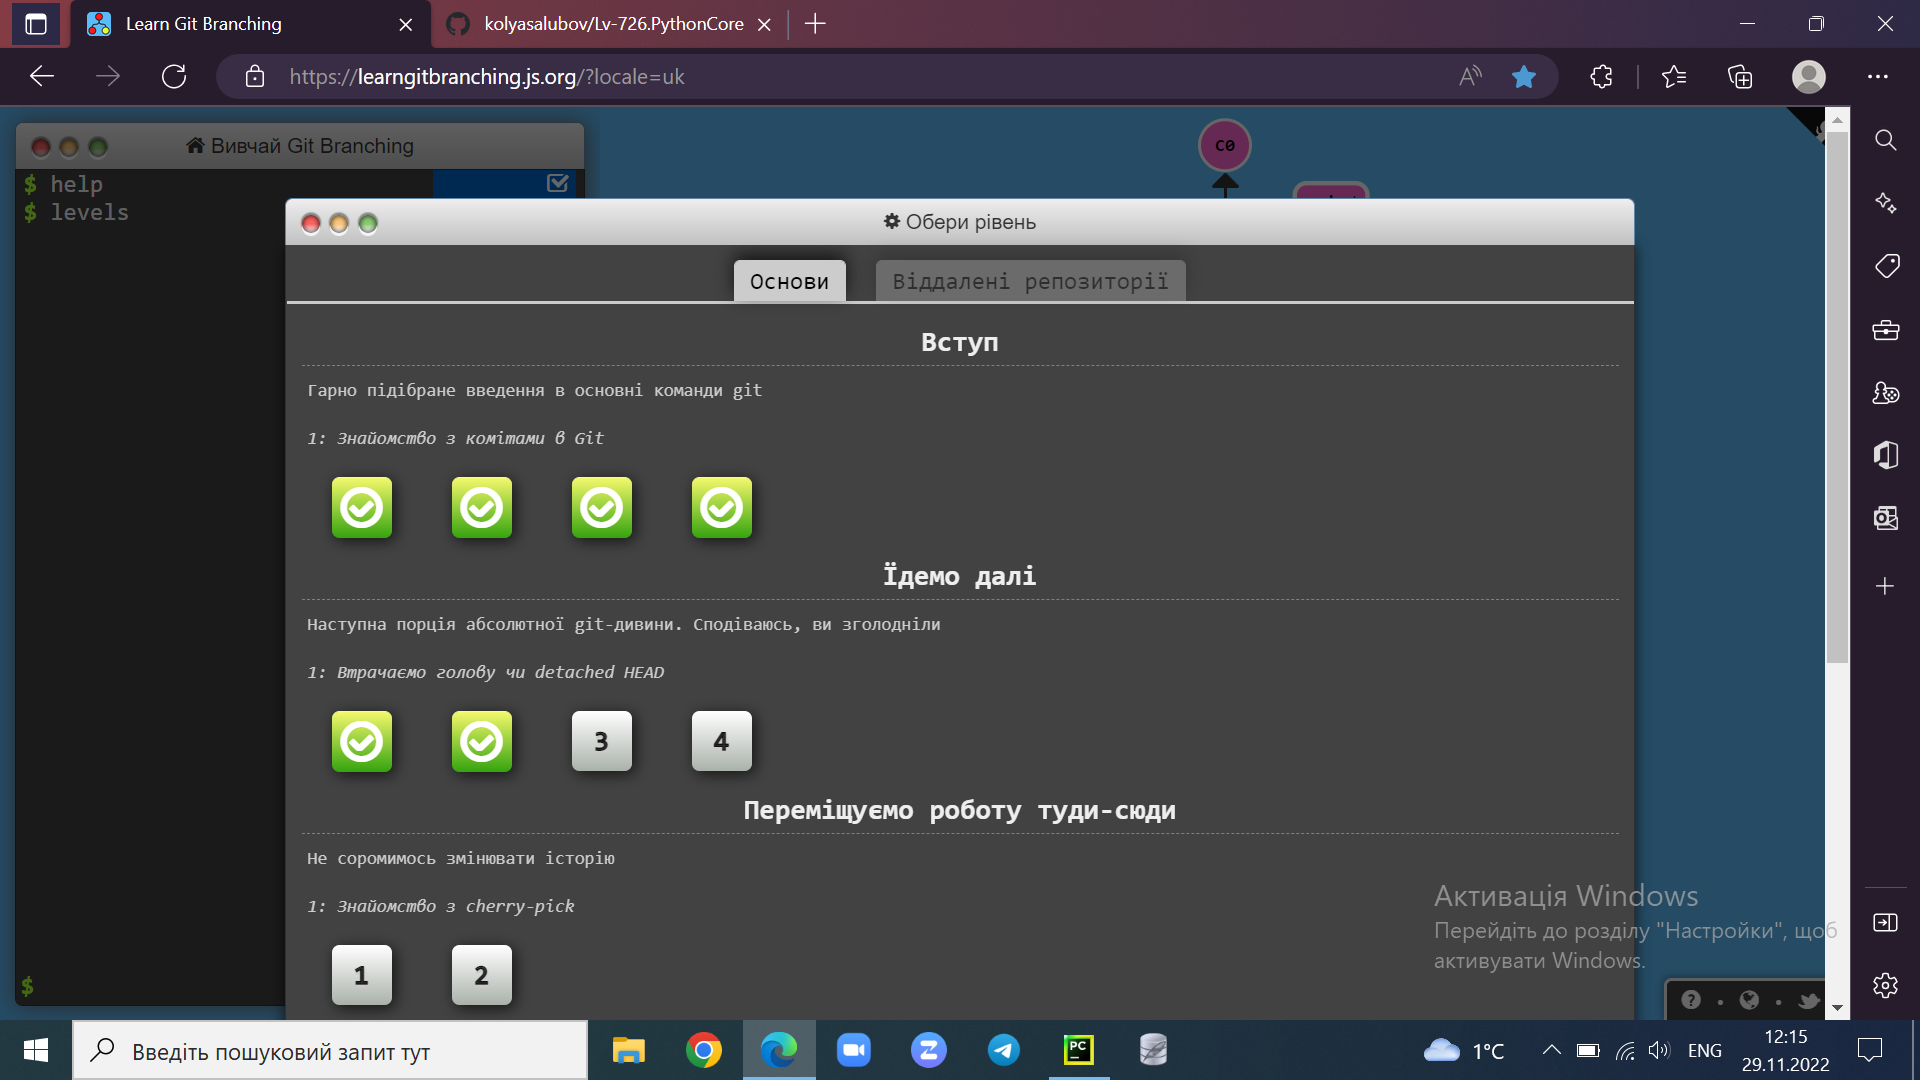 Learn Git Branching
kolyasalubov/Lv-726.PythonCore
https://learngitbranching.js.org/?locale=uk
Вивчай Git Branching
$ help
$ levels
C0
Обери рівень
Основи
Віддалені репозиторії
Вступ
Гарно підібране введення в основні команди git
1: Знайомство з комітами в Git
Їдемо далі
Наступна порція абсолютної git-дивини. Сподіваюсь, ви зголодніли
1: Втрачаємо голову чи detached HEAD
3 4
Переміщуємо роботу туди-сюди
Не соромимось змінювати історію
1: Знайомство з cherry-pick
1 2
$
Активація Windows
Перейдіть до розділу "Настройки", щоб
активувати Windows.
Введіть пошуковий запит тут
PC
1°C
ENG
12:15
29.11.2022